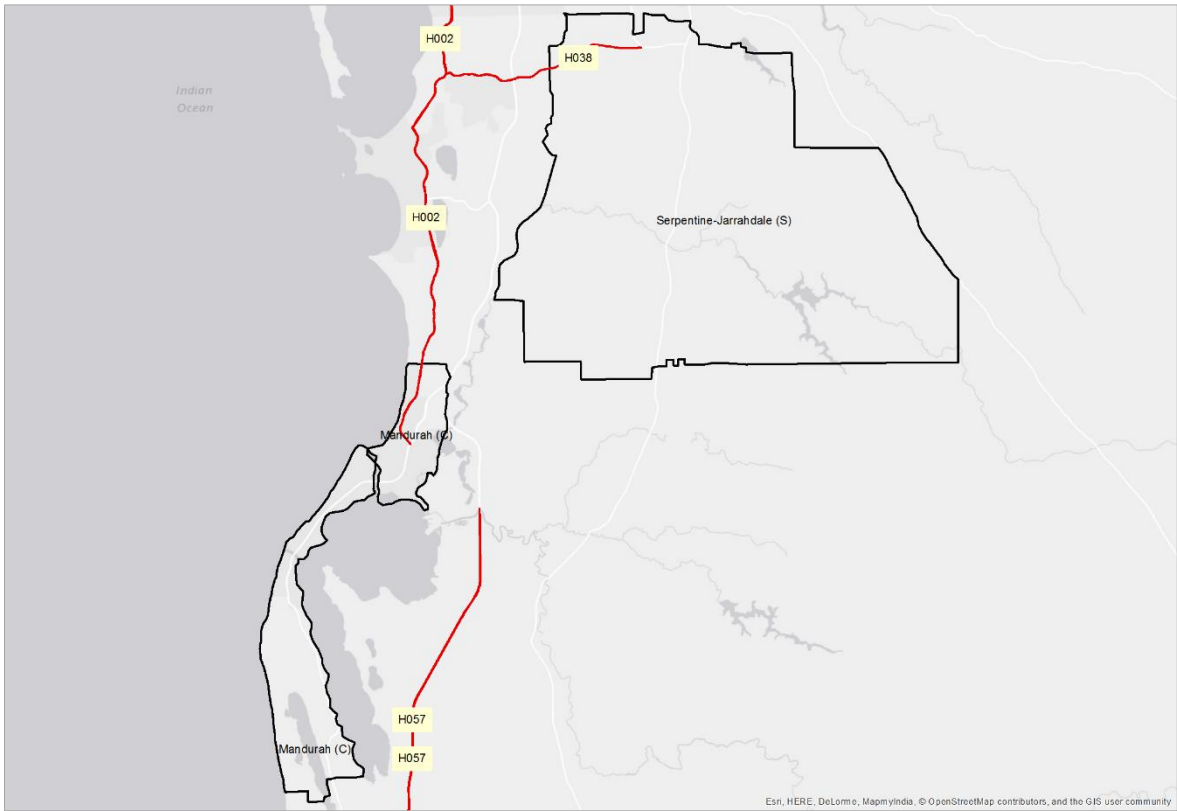 H002
H038
Indian
Ocean
H002
Serpentine-Jarrahdale (S)
Mandurah (C)
H057
Mandurah (C)
H057
Esri, HERE, DeLorme, MapmyIndia, © OpenStreetMap contributors, and the GIS user community